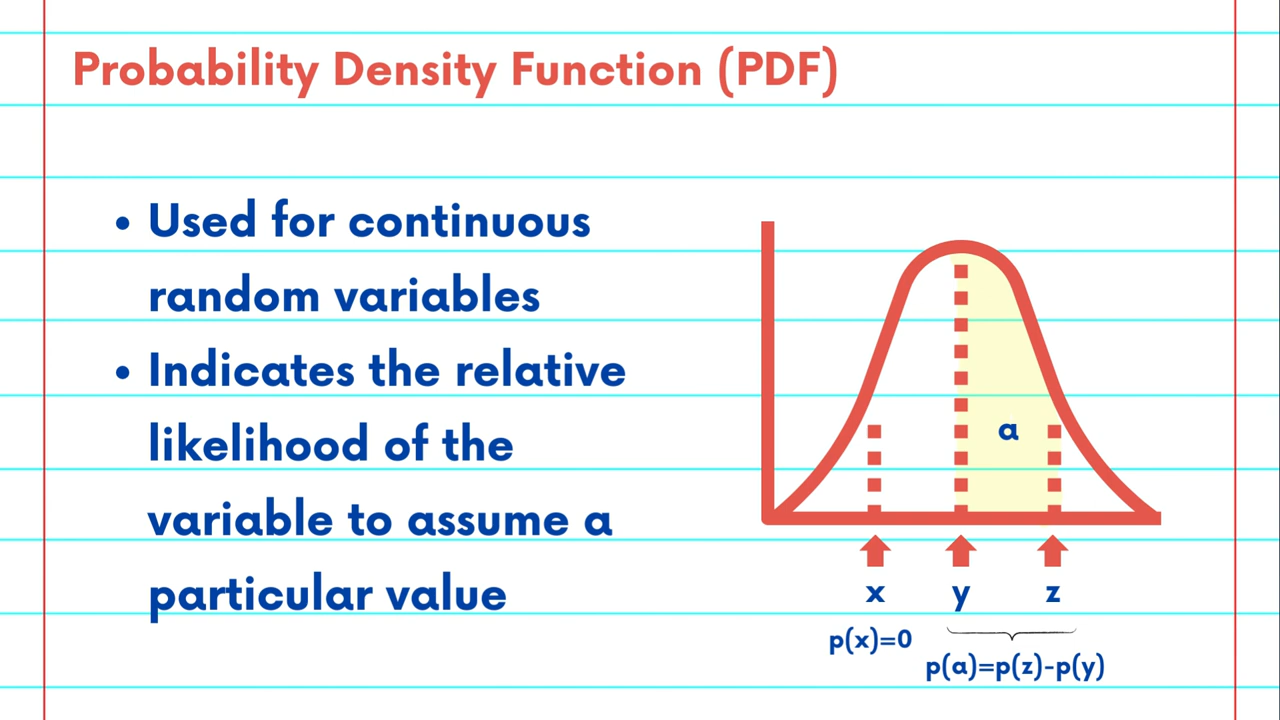 Probability Density Function (PDF)
• Used for continuous
random variables
• Indicates the relative
likelihood of the
variable to assume a
particular value
a
x
y
z
p(x)=0
p(a)=p(z)-p(y)